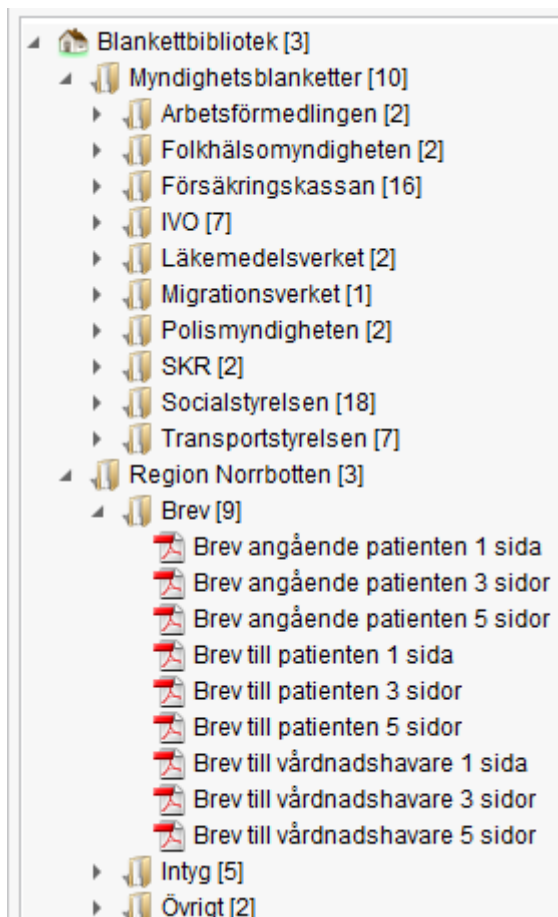 Blankettbibliotek [3]
Myndighetsblanketter [10]
Arbetsförmedlingen [2]
Folkhälsomyndigheten [2]
Försäkringskassan [16]
IVO [7]
Läkemedelsverket [2]
Migrationsverket [1]
Polismyndigheten [2]
SKR [2]
Socialstyrelsen [18]
Transportstyrelsen [7]
Region Norrbotten [3]
Brev [9]
Brev angående patienten 1 sida
Brev angående patienten 3 sidor
Brev angående patienten 5 sidor
Brev till patienten 1 sida
Brev till patienten 3 sidor
Brev till patienten 5 sidor
Brev till vårdnadshavare 1 sida
Brev till vårdnadshavare 3 sidor
Brev till vårdnadshavare 5 sidor
Intyg [5]
Övrigt [2]